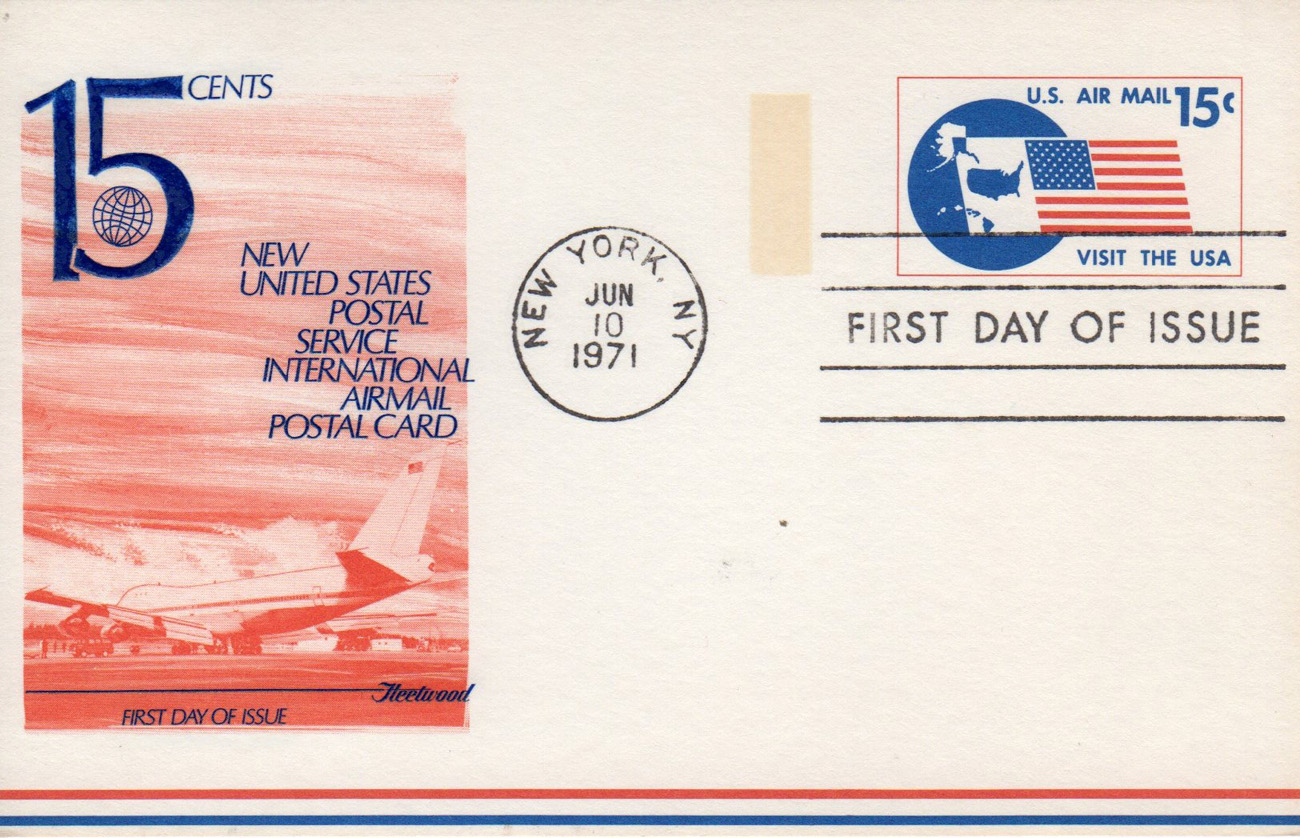 15 CENTS
NEW
UNITED STATES
POSTAL
SERVICE
INTERNATIONAL
AIRMAIL
POSTAL CARD
Fleetwood
FIRST DAY OF ISSUE
NEW YORK, NY
JUN
10
1971
U.S. AIR MAIL 15c
VISIT THE USA
FIRST DAY OF ISSUE